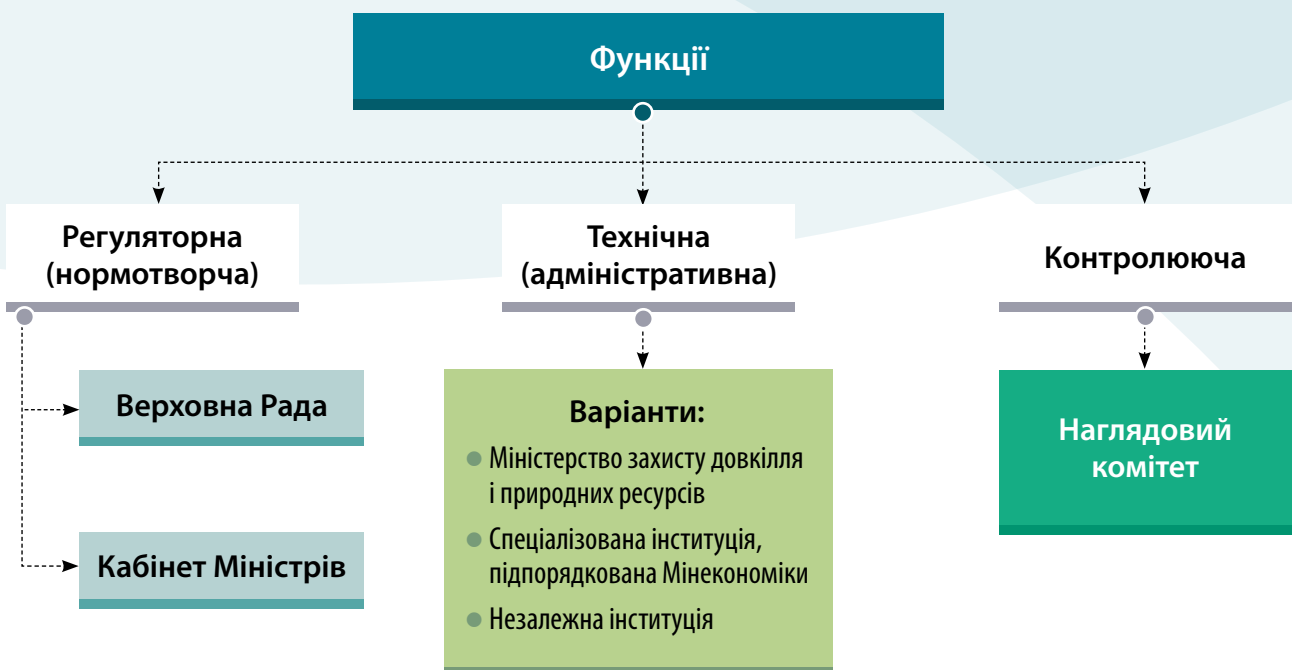 Функції
Регуляторна
(нормотворча)
Верховна Рада
Кабінет Міністрів
Технічна
(адміністративна)
Варіанти:
Міністерство захисту довкілля
і природних ресурсів
Спеціалізована інституція,
підпорядкована Мінекономіки
Незалежна інституція
Контролююча
Наглядовий
комітет